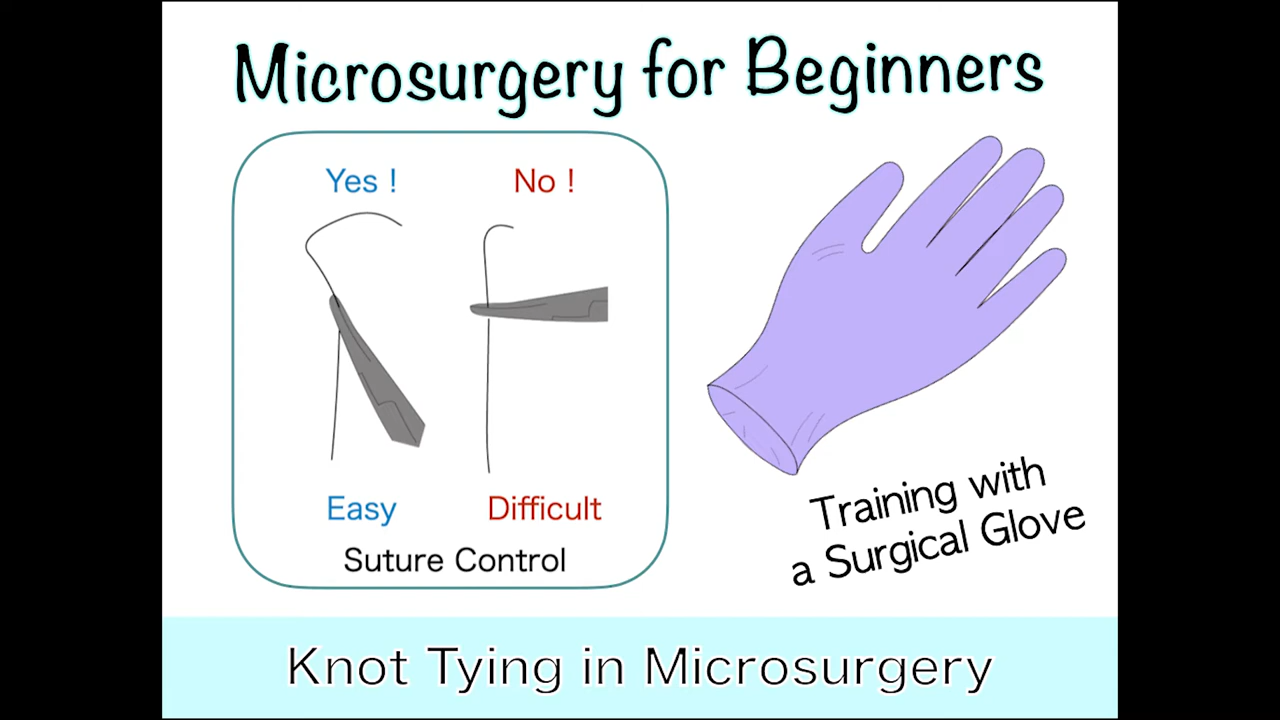 Microsurgery for Beginners
Yes !
No !
Easy
Difficult
Suture Control
Training with
a Surgical Glove
Knot Tying in Microsurgery